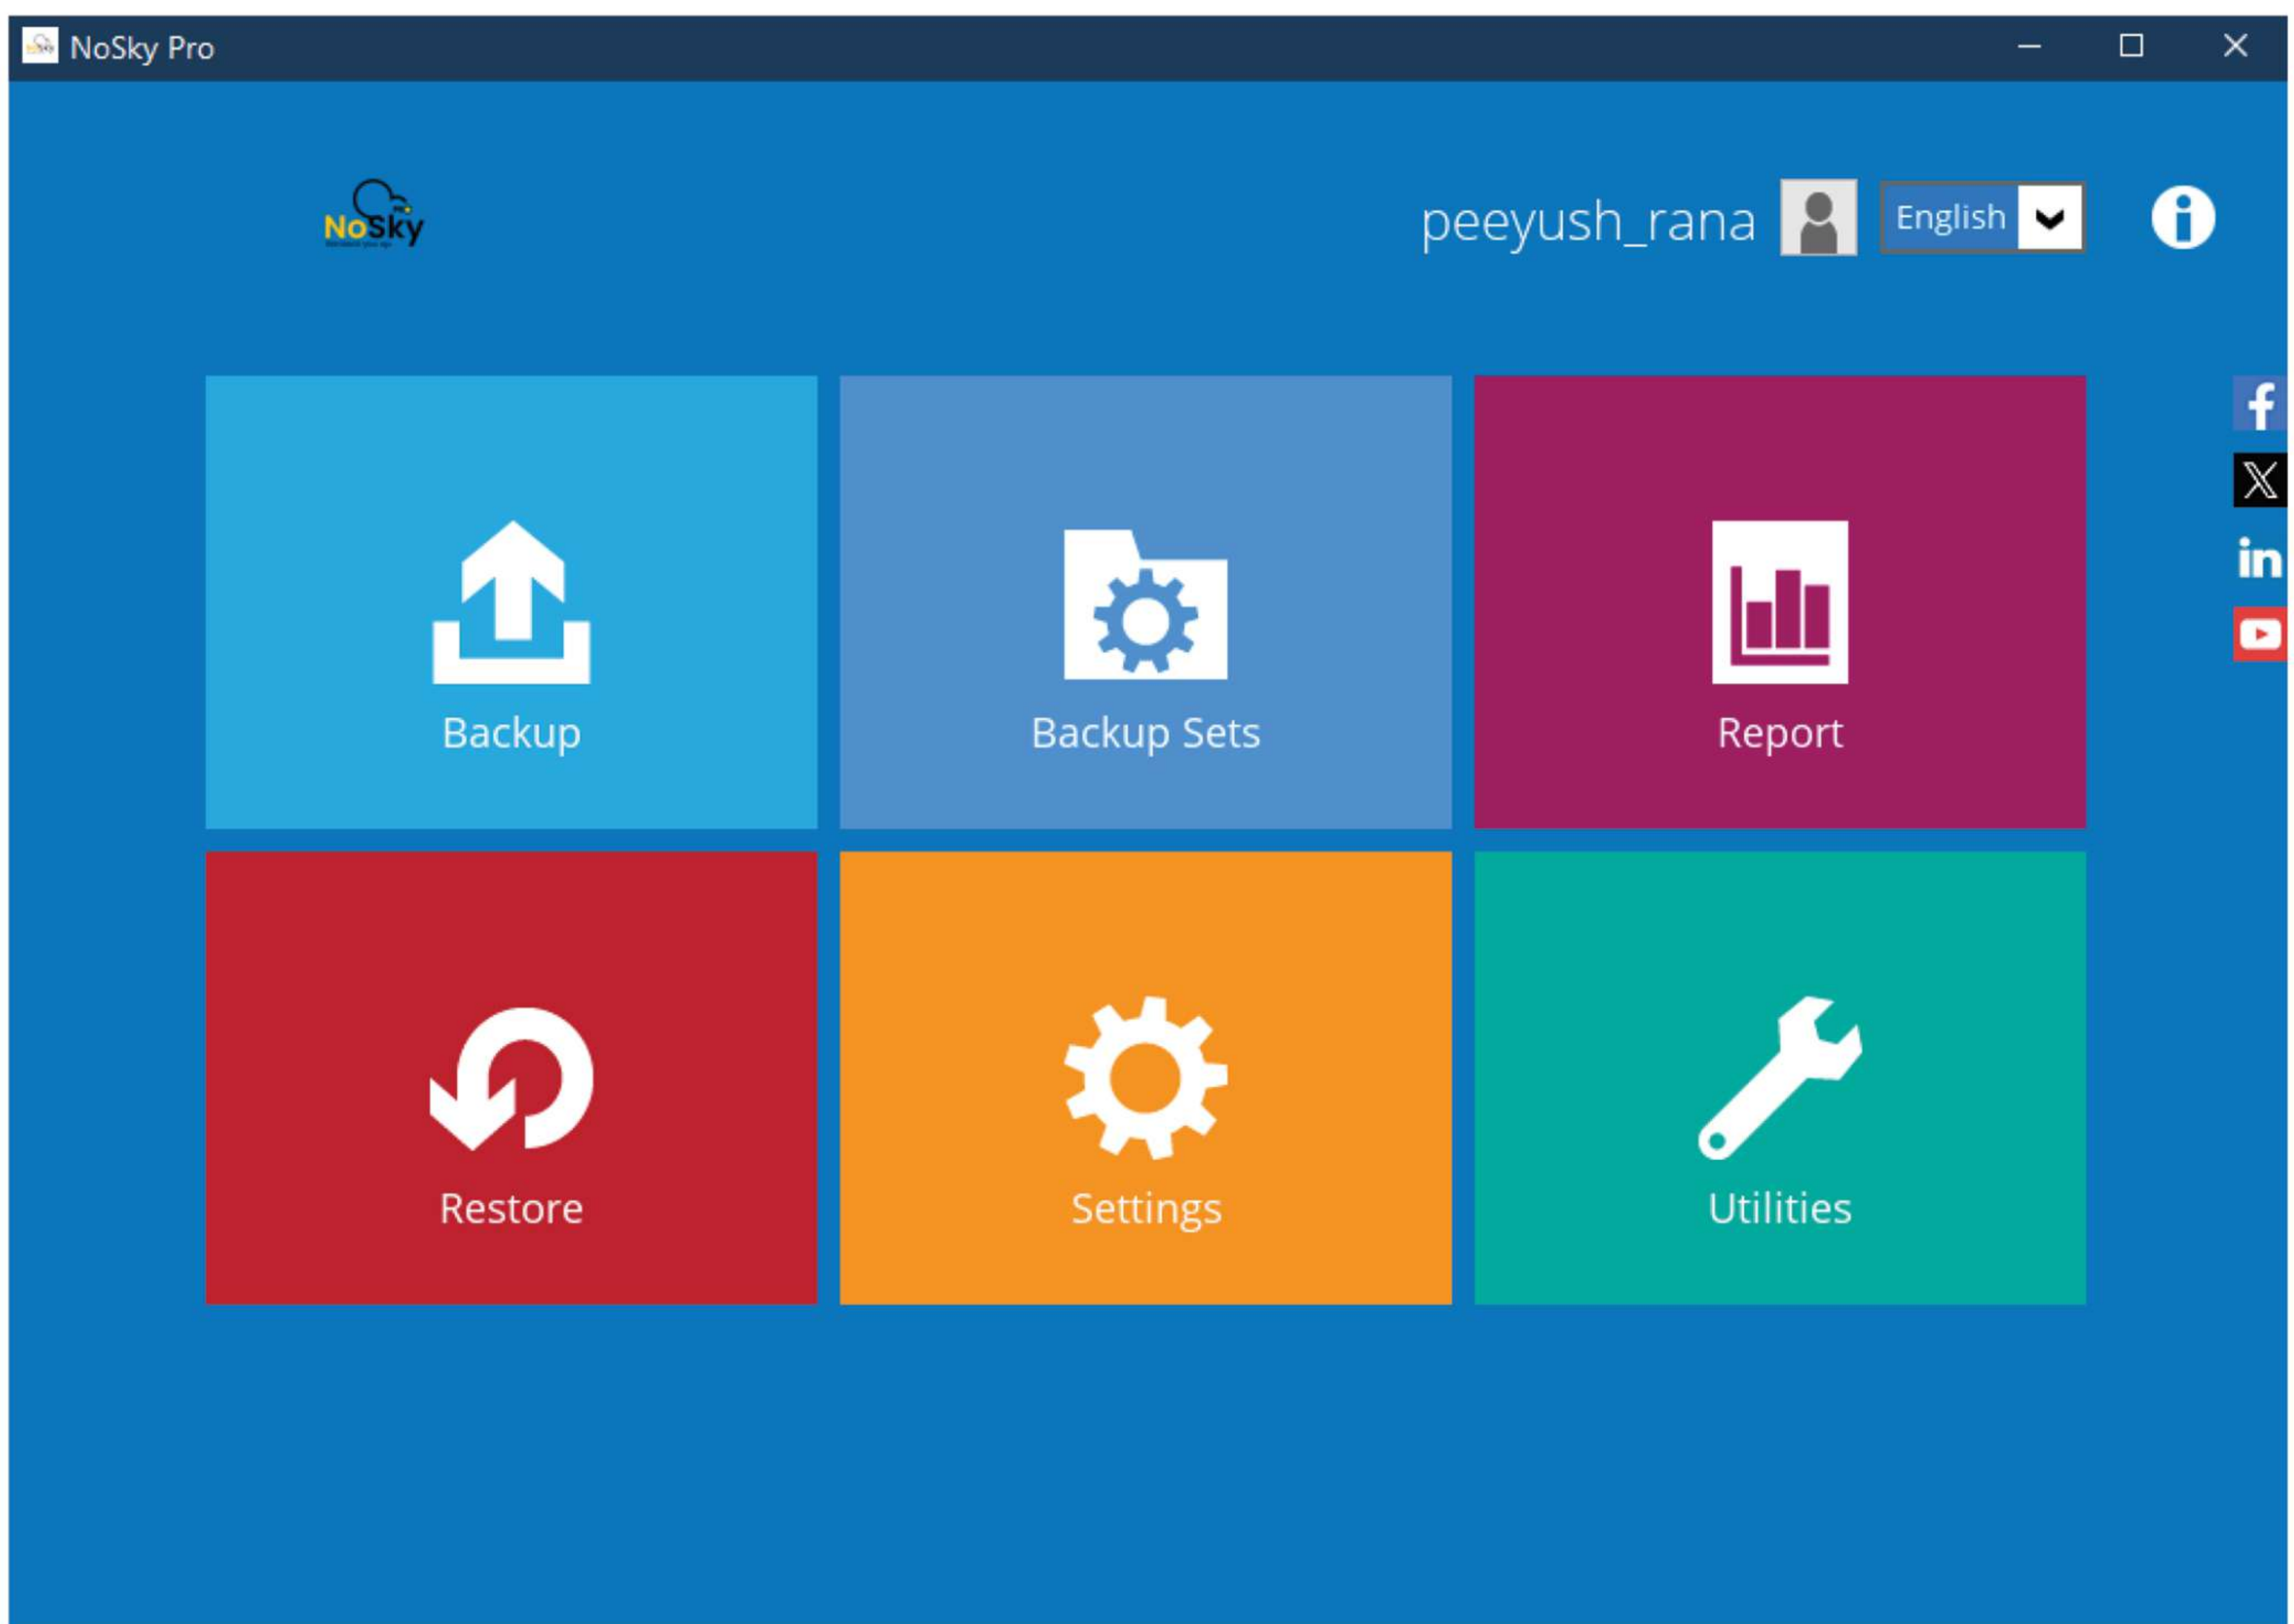 NoSky Pro
NoSky
peeyush_rana
English
Backup
Backup Sets
Report
Restore
Settings
Utilities